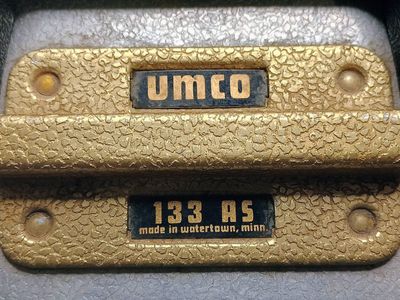 UMCO
133 AS
made in watertown, minn.